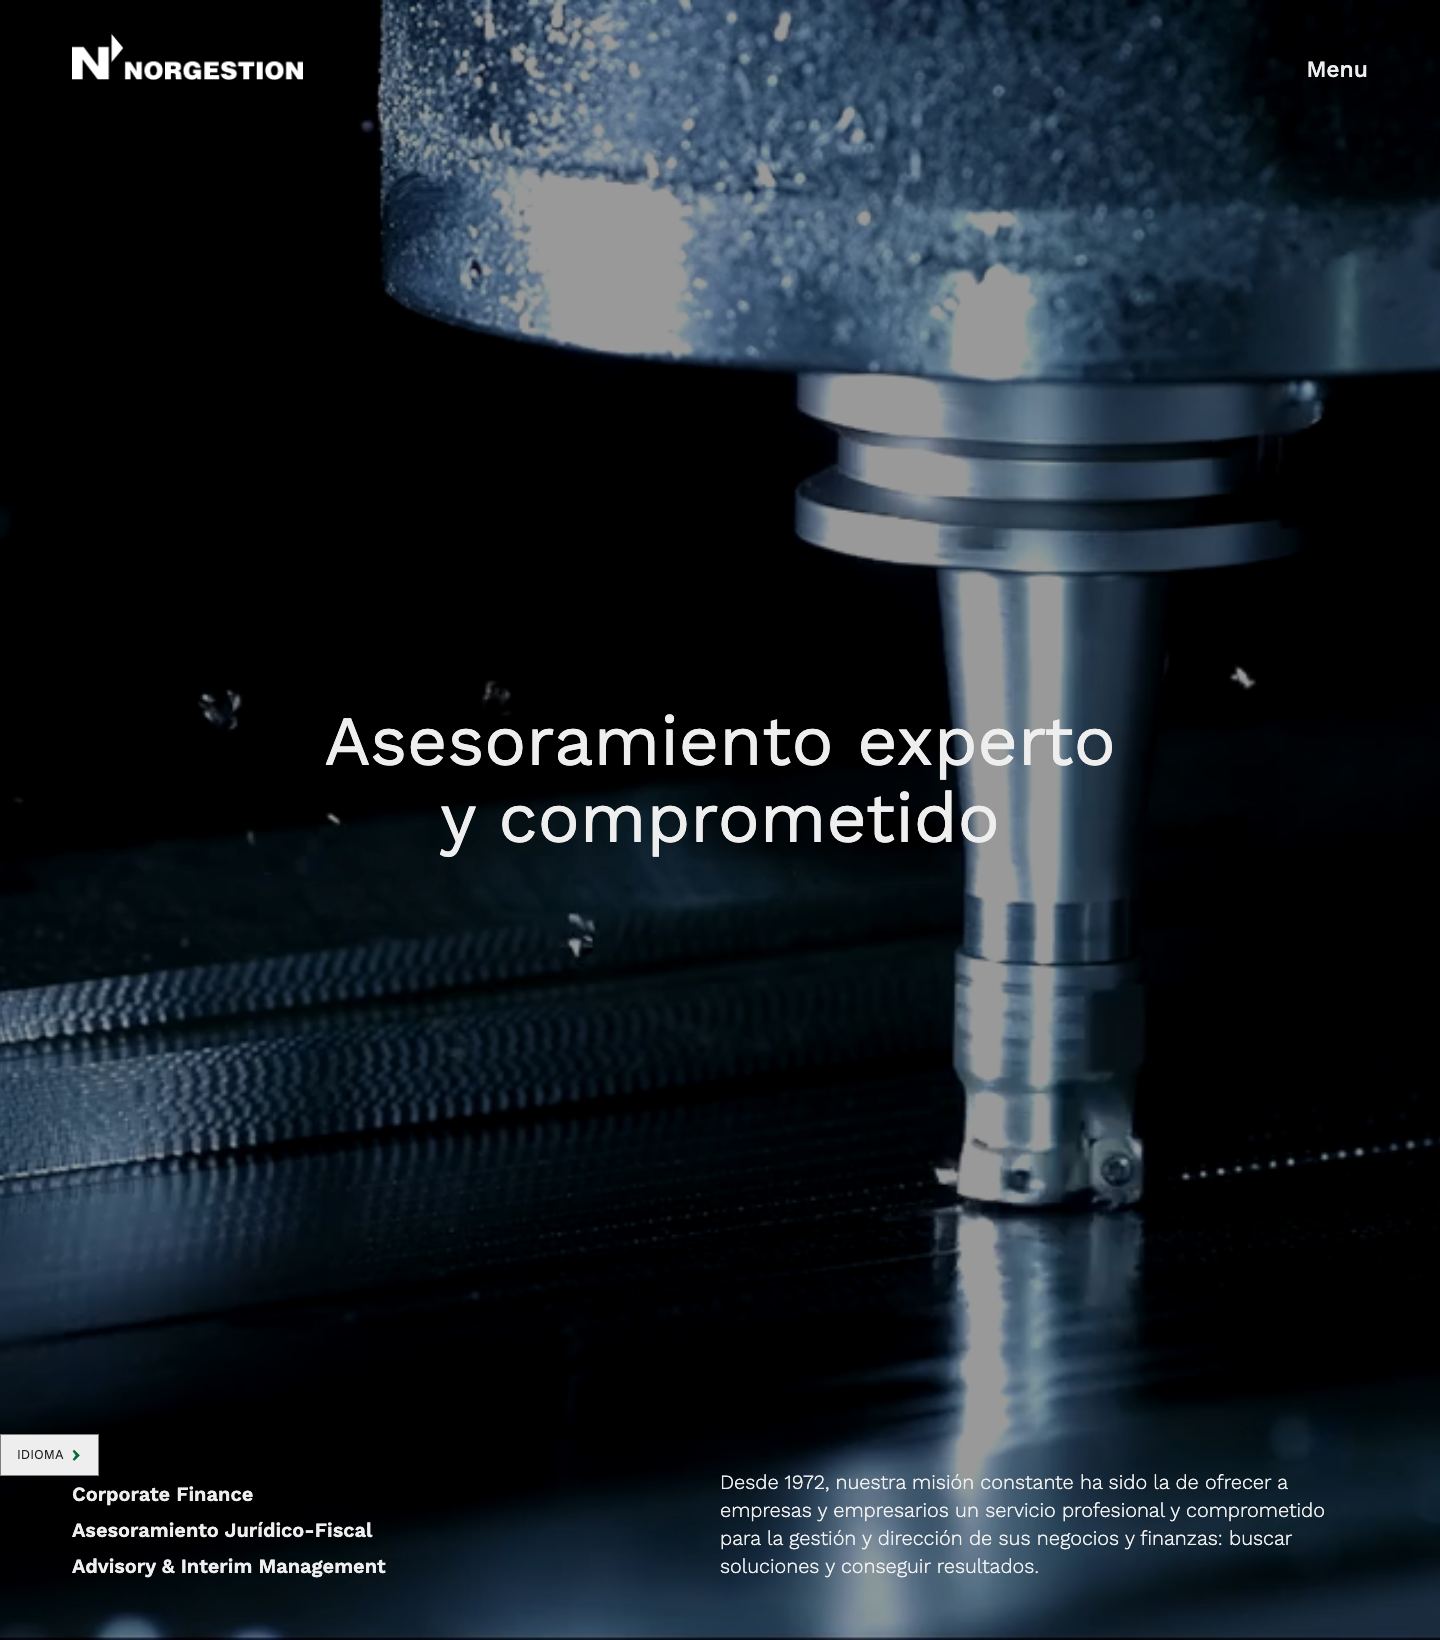 NORGESTION
Menu
Asesoramiento experto
y comprometido
IDIOMA
Corporate Finance
Asesoramiento Jurídico-Fiscal
Advisory & Interim Management
Desde 1972, nuestra misión constante ha sido la de ofrecer a
empresas y empresarios un servicio profesional y comprometido
para la gestión y dirección de sus negocios y finanzas: buscar
soluciones y conseguir resultados.